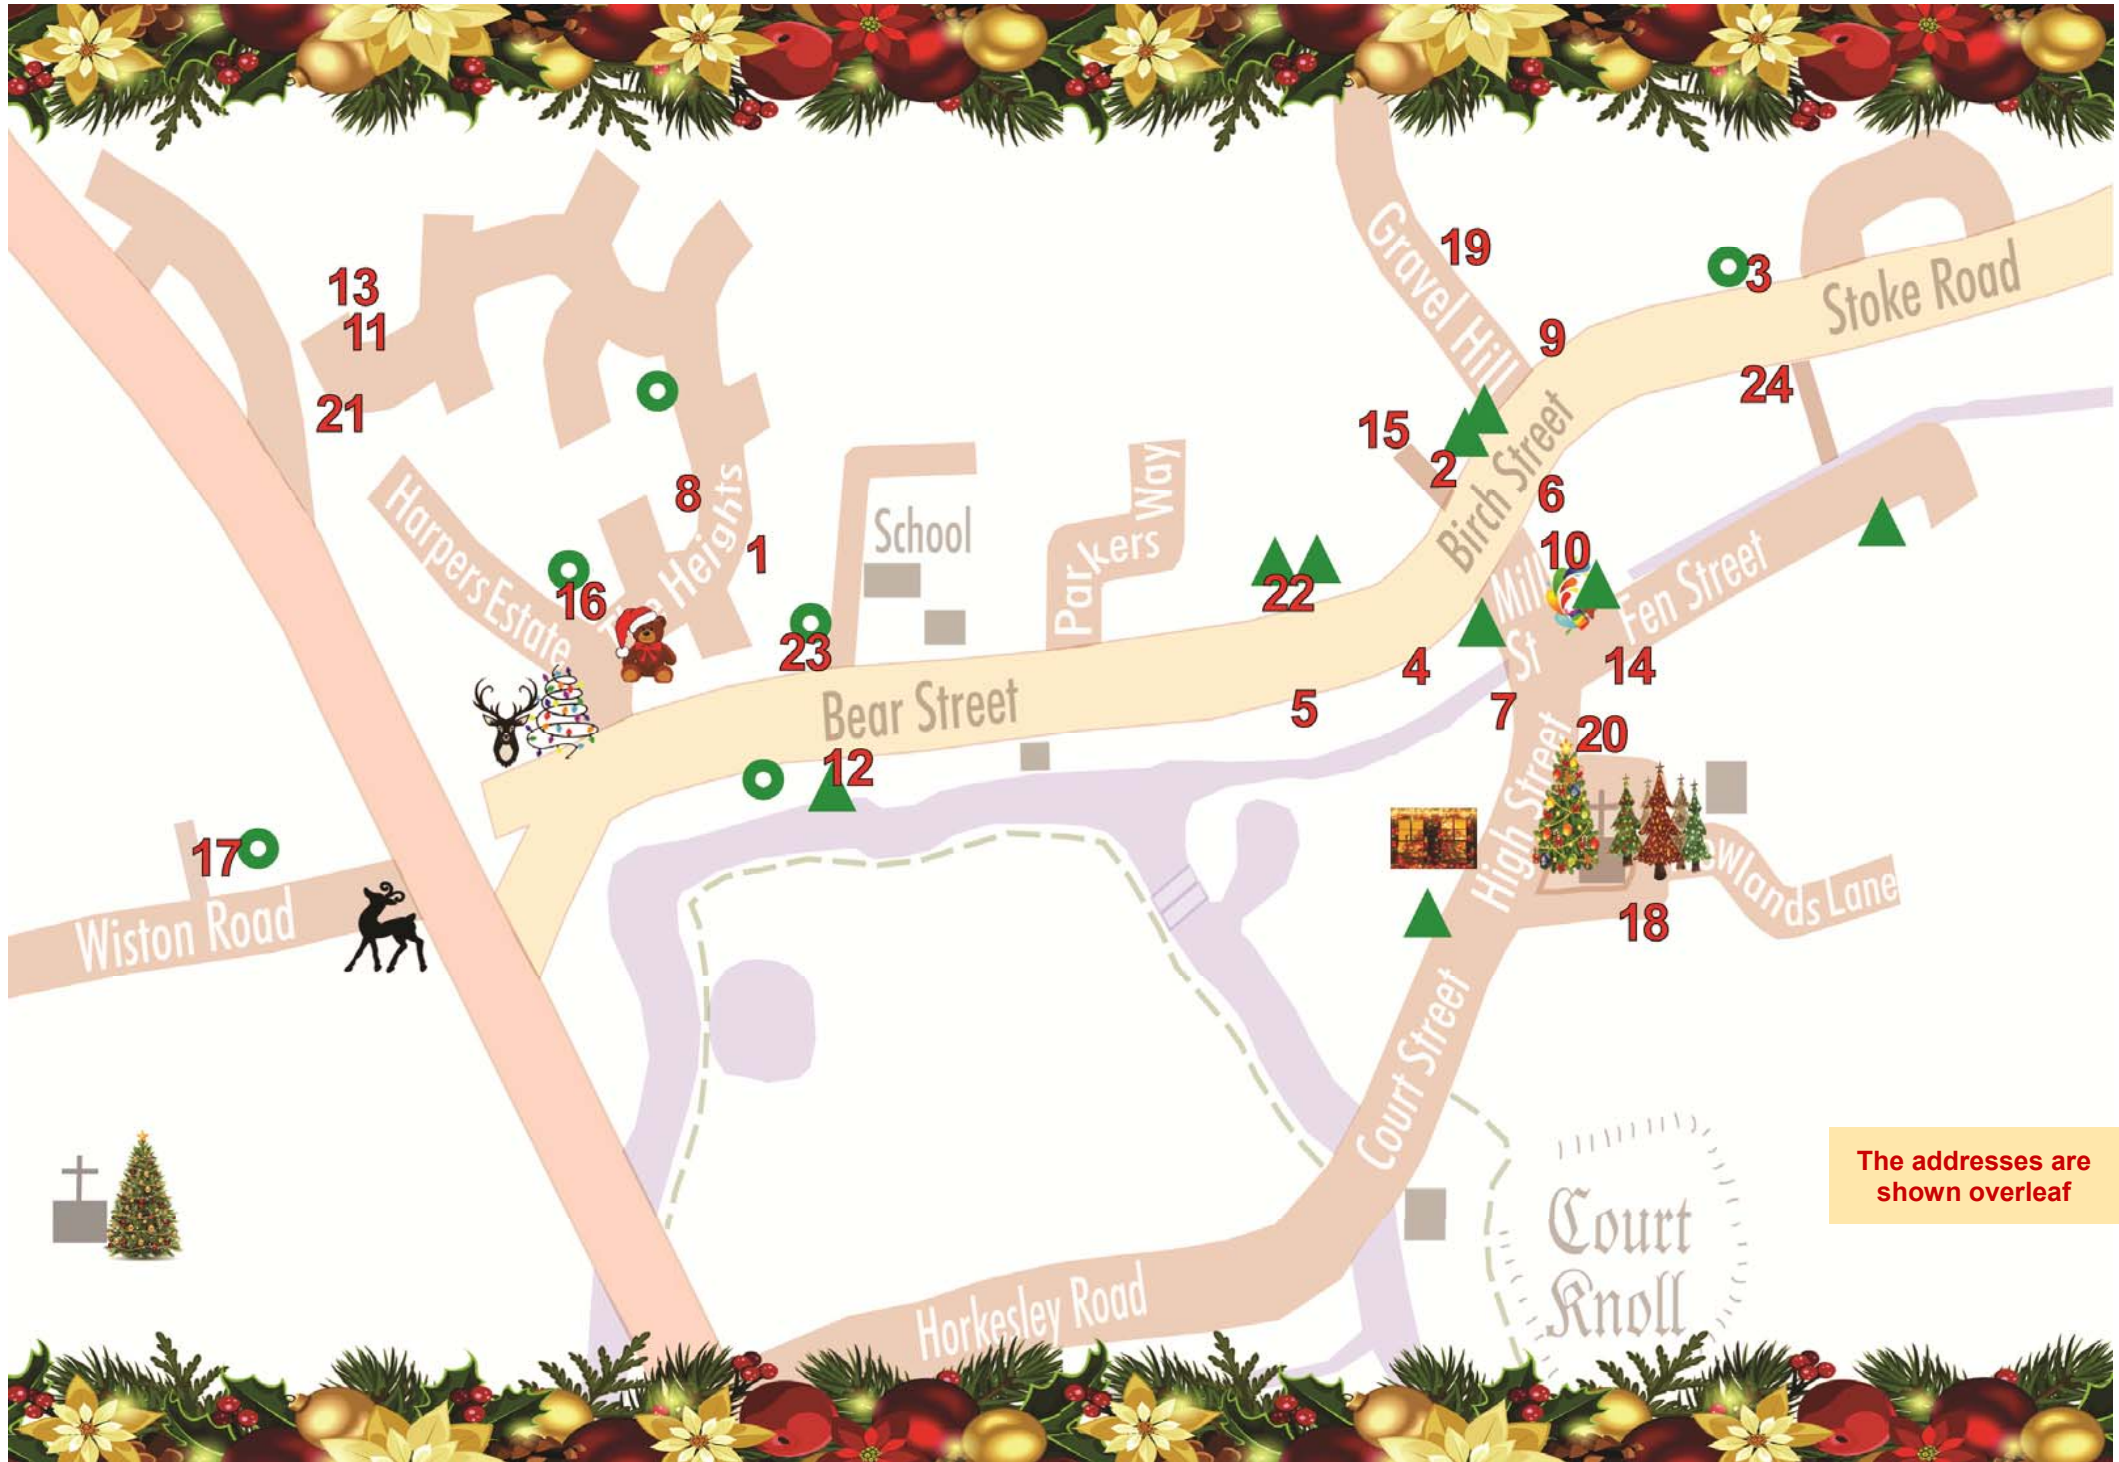 19
Gravel Hill
3
Stoke Road
13
11
9
24
21
15
2
Birch Street
6
8
Harpers Estate
Heights
1
School
Parkers Way
10
22
Mill
St
Fen Street
16
23
4
14
Bear Street
5
7
20
12
High Street
17
Wiston Road
wlands Lane
18
Court Street
The addresses are
shown overleaf
Court
Knoll
Horkesley Road